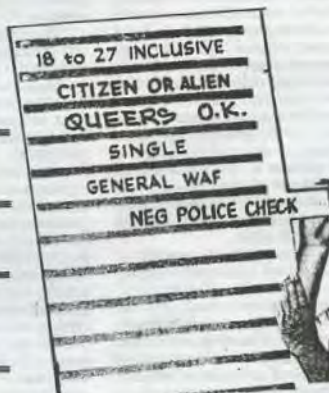 18 to 27 INCLUSIVE
CITIZEN OR ALIEN
QUEERS O.K.
SINGLE
GENERAL WAF
NEG POLICE CHECK